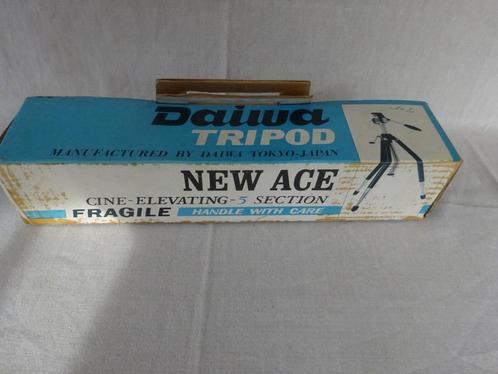 Daiwa
TRIPOD
MANUFACTURED BY DAIWA TOKYO-JAPAN
NEW ACE
CINE-ELEVATING-5 SECTION
FRAGILE HANDLE WITH CARE